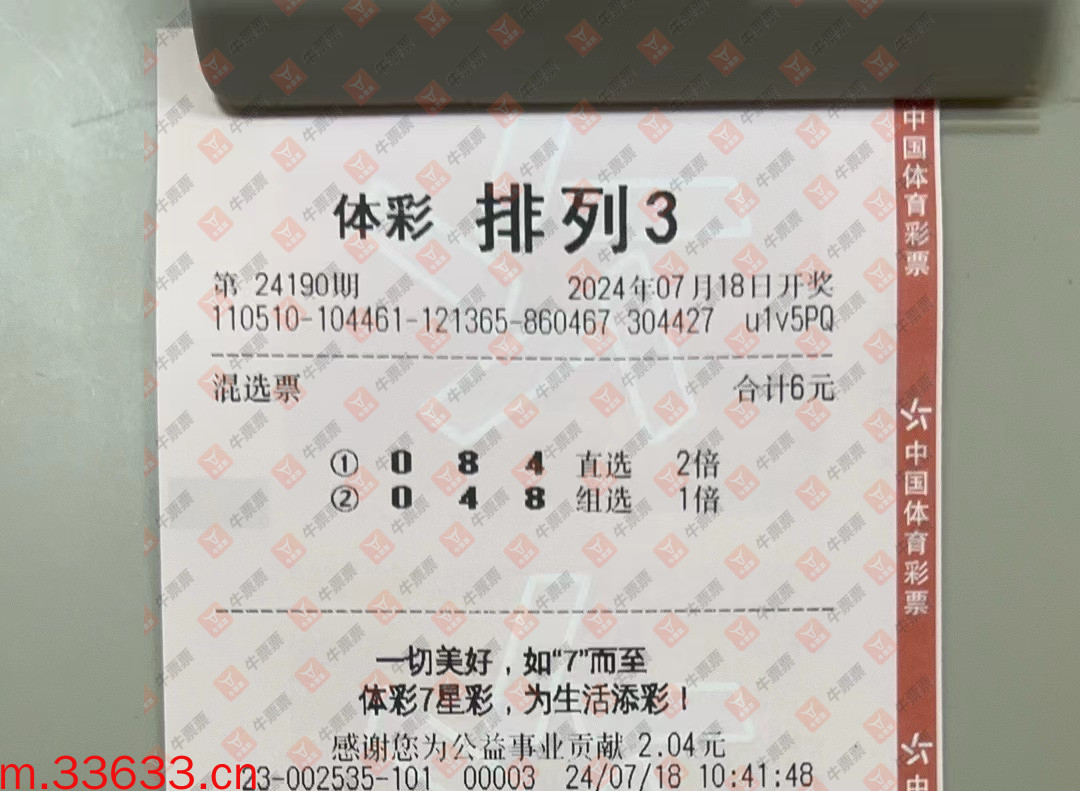 体彩 排列3
第 24190期 2024年07月18日开奖
110510-104461-121365-860467 304427 u1v5PQ
混选票 合计6元
① 0 8 4 直选 2倍
② 0 4 8 组选 1倍
一切美好，如“7”而至
体彩7星彩，为生活添彩！
感谢您为公益事业贡献 2.04元
23-002535-101 00003 24/07/18 10:41:48
中国体育彩票
中国体育彩票
中
m.33633.cn
牛票票